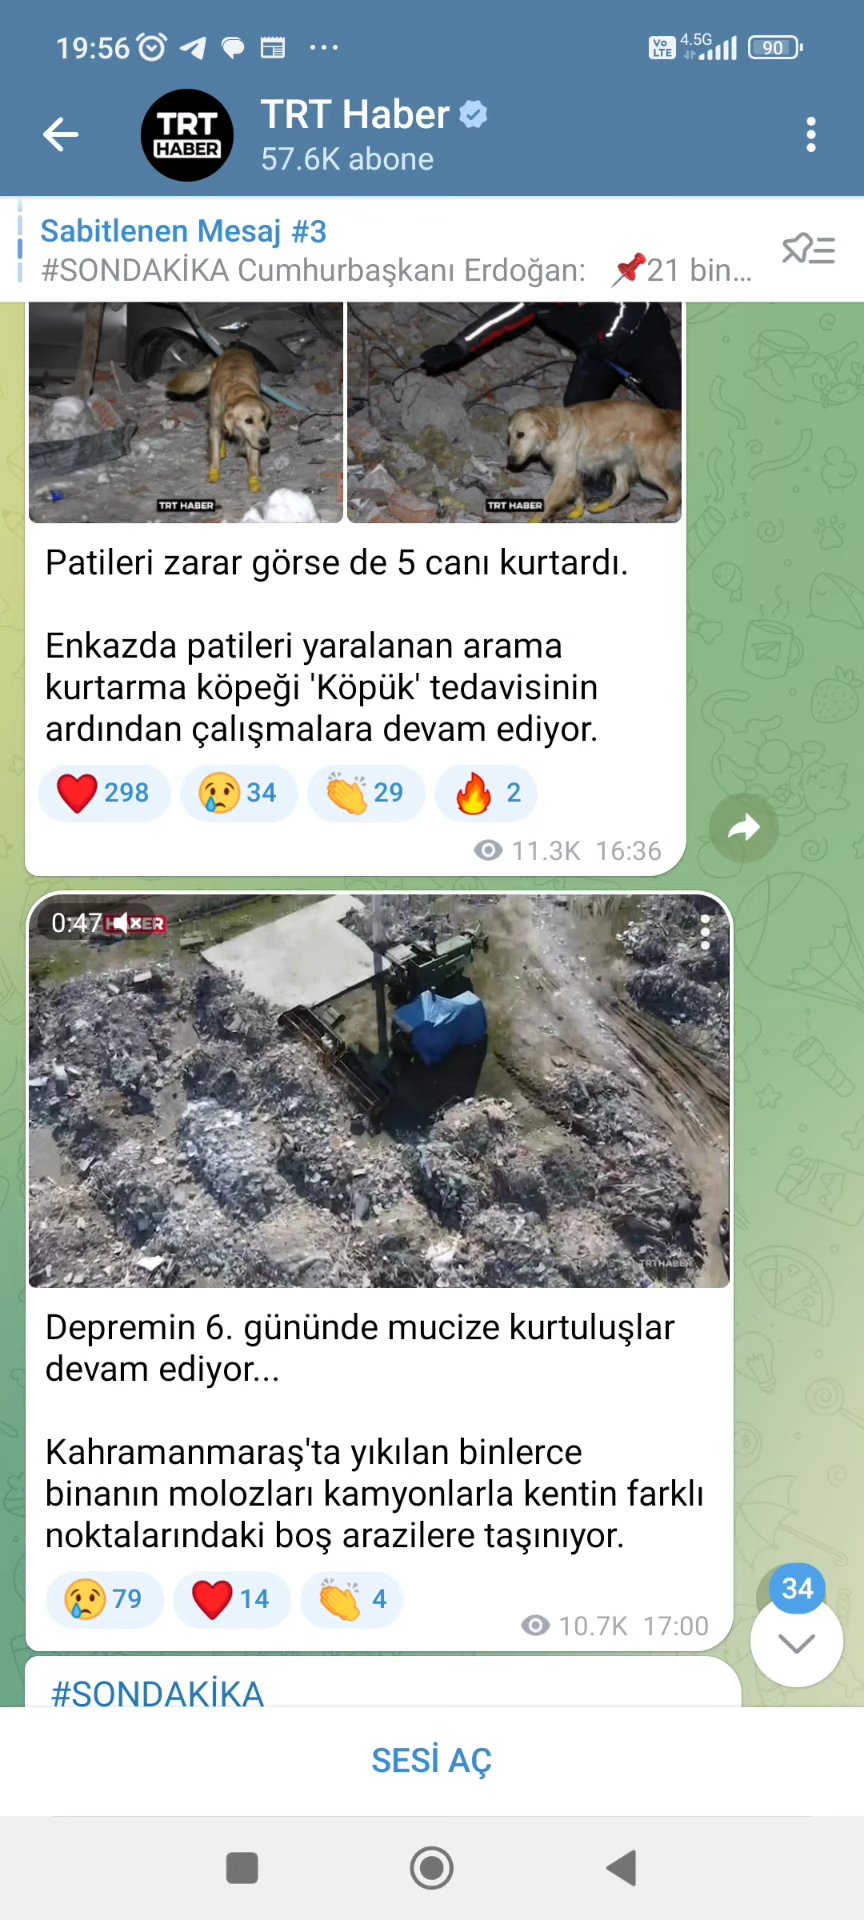 19:56
Vo LTE 4.5G 90
TRT HABER
TRT Haber
57.6K abone
Sabitlenen Mesaj #3
#SONDAKİKA Cumhurbaşkanı Erdoğan: 📌21 bin...
TRT HABER
TRT HABER
Patileri zarar görse de 5 canı kurtardı.
Enkazda patileri yaralanan arama
kurtarma köpeği 'Köpük' tedavisinin
ardından çalışmalara devam ediyor.
❤️ 298 😢 34 👏 29 🔥 2
11.3K 16:36
0:47
TRTHABER
Depremin 6. gününde mucize kurtuluşlar
devam ediyor...
Kahramanmaraş'ta yıkılan binlerce
binanın molozları kamyonlarla kentin farklı
noktalarındaki boş arazilere taşınıyor.
😢 79 ❤️ 14 👏 4
10.7K 17:00
34
#SONDAKİKA
SESİ AÇ